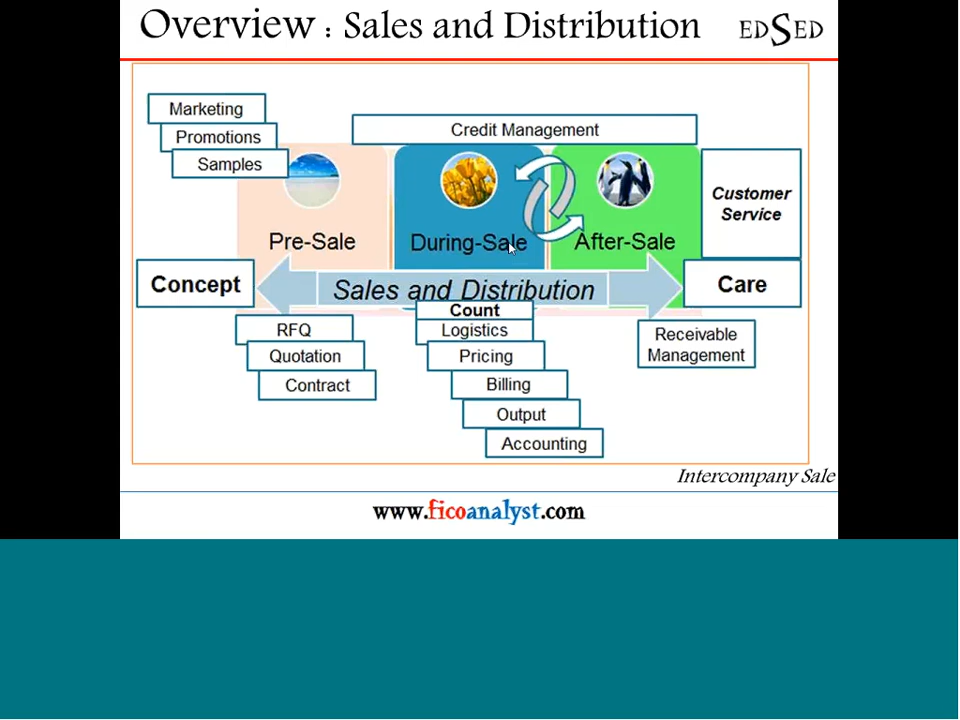 Overview : Sales and Distribution
EDSED
Marketing
Promotions
Samples
Credit Management
Customer
Service
Pre-Sale
During-Sale
After-Sale
Concept
Sales and Distribution
Care
Count
RFQ
Quotation
Contract
Logistics
Pricing
Billing
Output
Accounting
Receivable
Management
Intercompany Sale
www.ficoanalyst.com